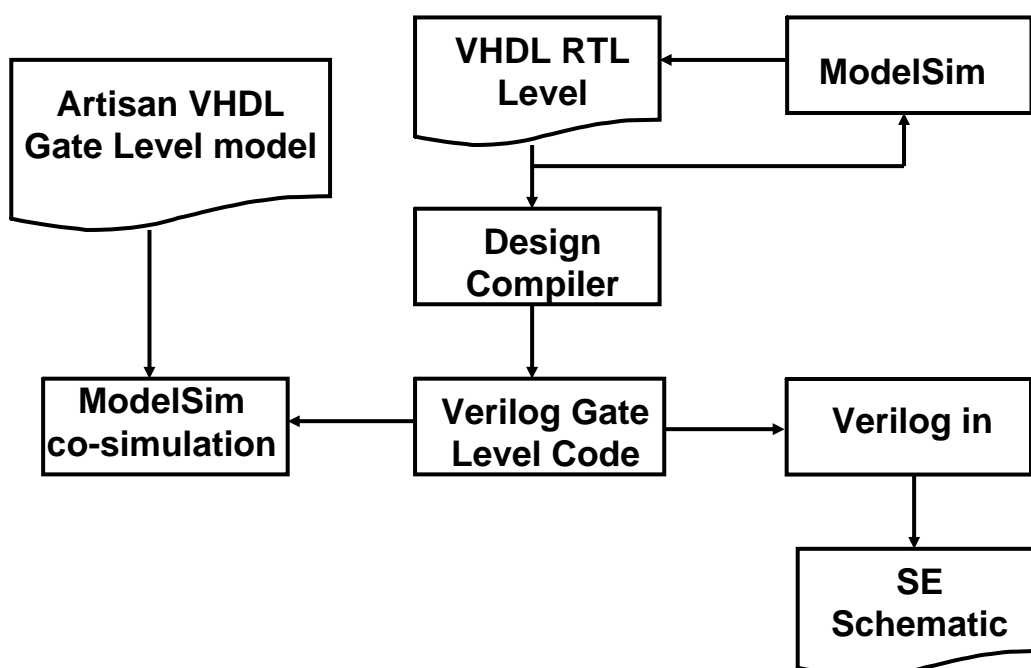 VHDL RTL
Level
ModelSim
Artisan VHDL
Gate Level model
Design
Compiler
ModelSim
co-simulation
Verilog Gate
Level Code
Verilog in
SE
Schematic